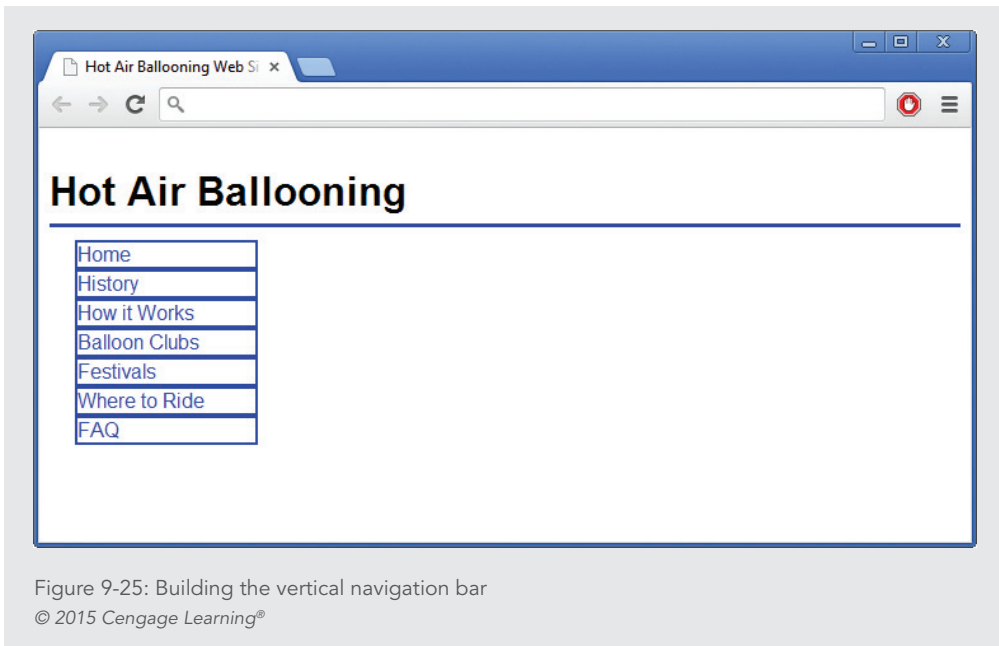 Hot Air Ballooning Web Si
Hot Air Ballooning
Home
History
How it Works
Balloon Clubs
Festivals
Where to Ride
FAQ
Figure 9-25: Building the vertical navigation bar
© 2015 Cengage Learning®